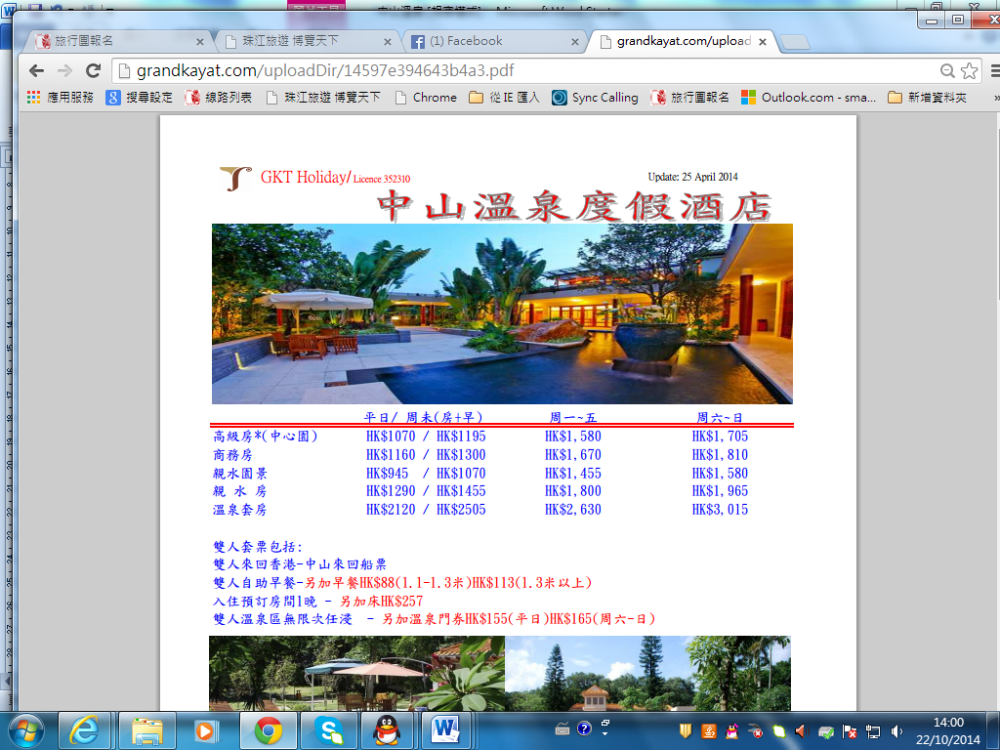 旅行團報名
珠江旅遊 博覽天下
(1) Facebook
grandkayat.com/upload
grandkayat.com/uploadDir/14597e394643b4a3.pdf
應用服務
搜尋設定
線路列表
珠江旅遊 博覽天下
Chrome
從 IE 匯入
Sync Calling
旅行團報名
Outlook.com - sma...
新增資料夾
GKT Holiday/ Licence 352310
Update: 25 April 2014
中山溫泉度假酒店
平日/ 周未(房+早) 周一~五 周六~日
高級房*(中心園) HK$1070 / HK$1195 HK$1,580 HK$1,705
商務房 HK$1160 / HK$1300 HK$1,670 HK$1,810
親水園景 HK$945 / HK$1070 HK$1,455 HK$1,580
親 水 房 HK$1290 / HK$1455 HK$1,800 HK$1,965
溫泉套房 HK$2120 / HK$2505 HK$2,630 HK$3,015
雙人套票包括:
雙人來回香港-中山來回船票
雙人自助早餐-另加早餐HK$88(1.1-1.3米)HK$113(1.3米以上)
入住預訂房間1晚 - 另加床HK$257
雙人溫泉區無限次任浸 - 另加溫泉門券HK$155(平日)HK$165(周六-日)
14:00
22/10/2014